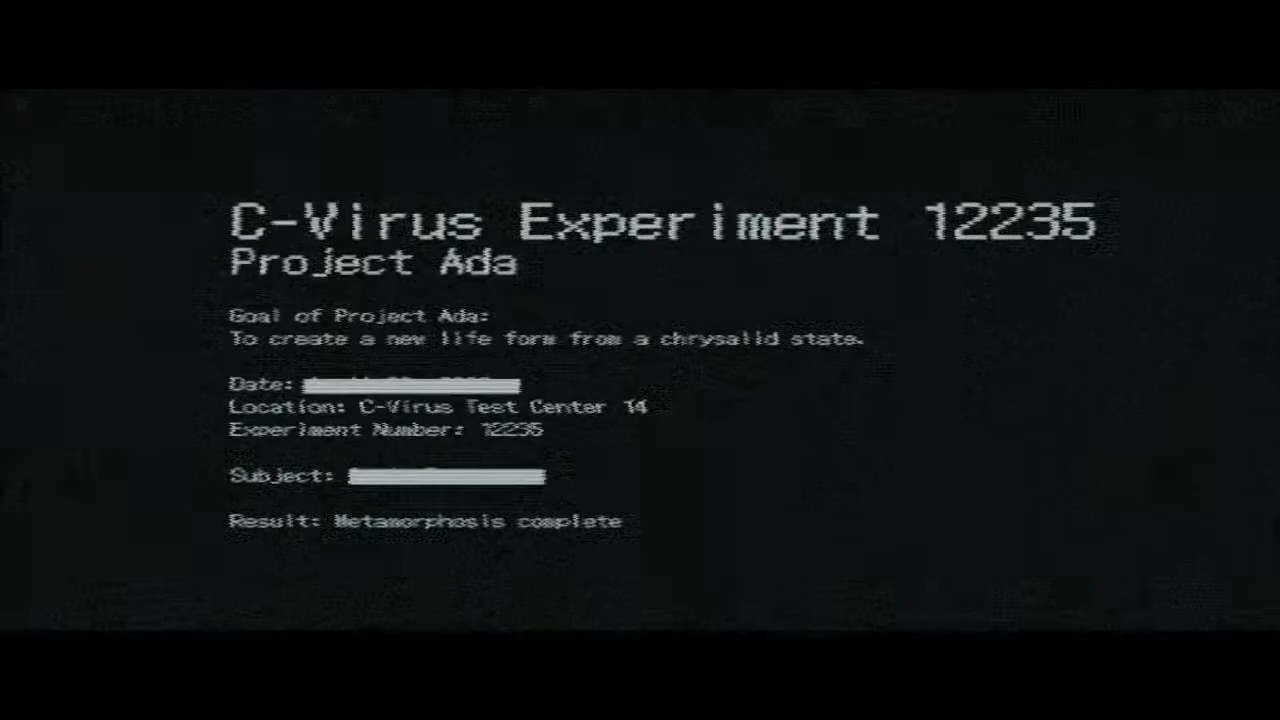 C-Virus Experiment 12235
Project Ada
Goal of Project Ada:
To create a new life form from a chrysalid state.
Date:
Location: C-Virus Test Center 14
Experiment Number: 12235
Subject:
Result: Metamorphosis complete